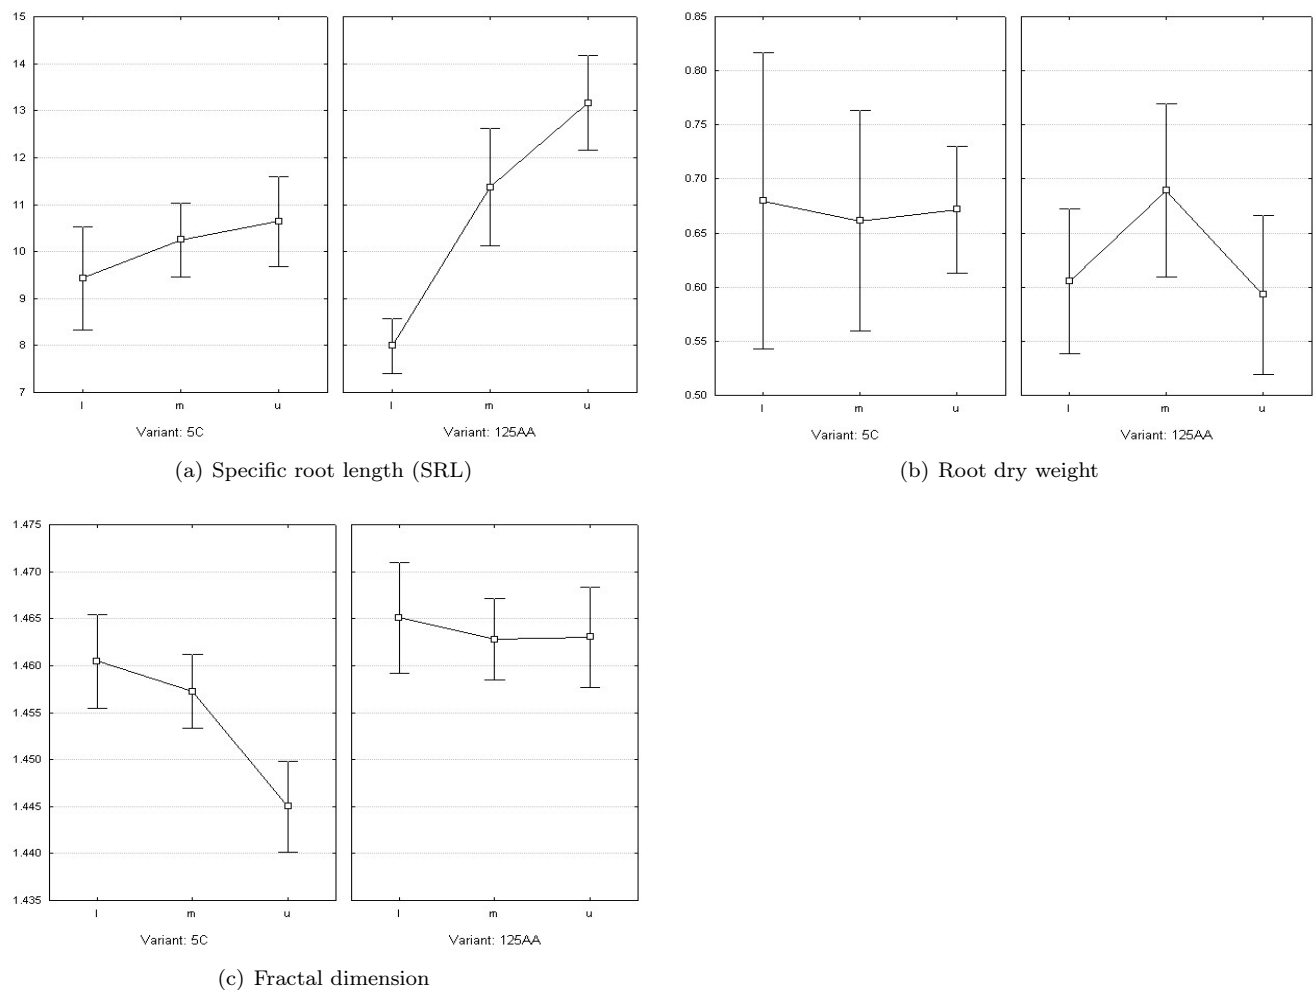 15
14
13
12
11
10
9
8
7
l m u l m u
Variant: 5C Variant: 125AA
(a) Specific root length (SRL)
0.85
0.80
0.75
0.70
0.65
0.60
0.55
0.50
l m u l m u
Variant: 5C Variant: 125AA
(b) Root dry weight
1.475
1.470
1.465
1.460
1.455
1.450
1.445
1.440
1.435
l m u l m u
Variant: 5C Variant: 125AA
(c) Fractal dimension